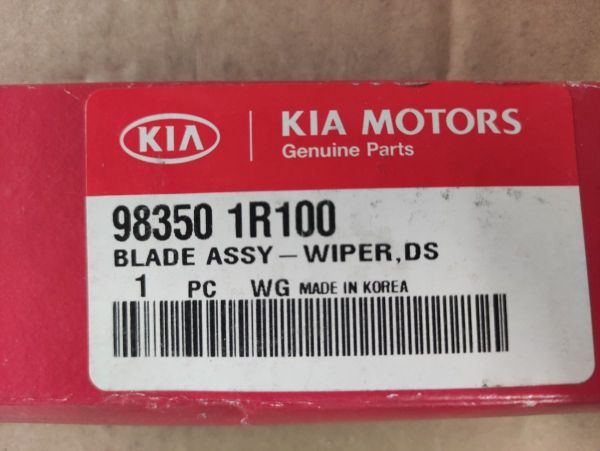 KIA
KIA MOTORS
Genuine Parts
98350 1R100
BLADE ASSY – WIPER,DS
1 PC WG MADE IN KOREA